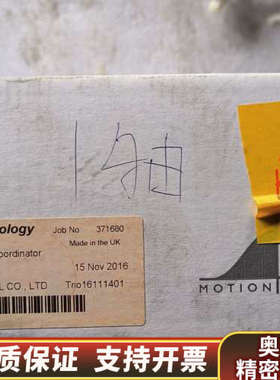 1轴
ology
Job No 371680
Made in the UK
oordinator
15 Nov 2016
L CO., LTD Trio16111401
MOTION
质保证 支持开票
奥
精密